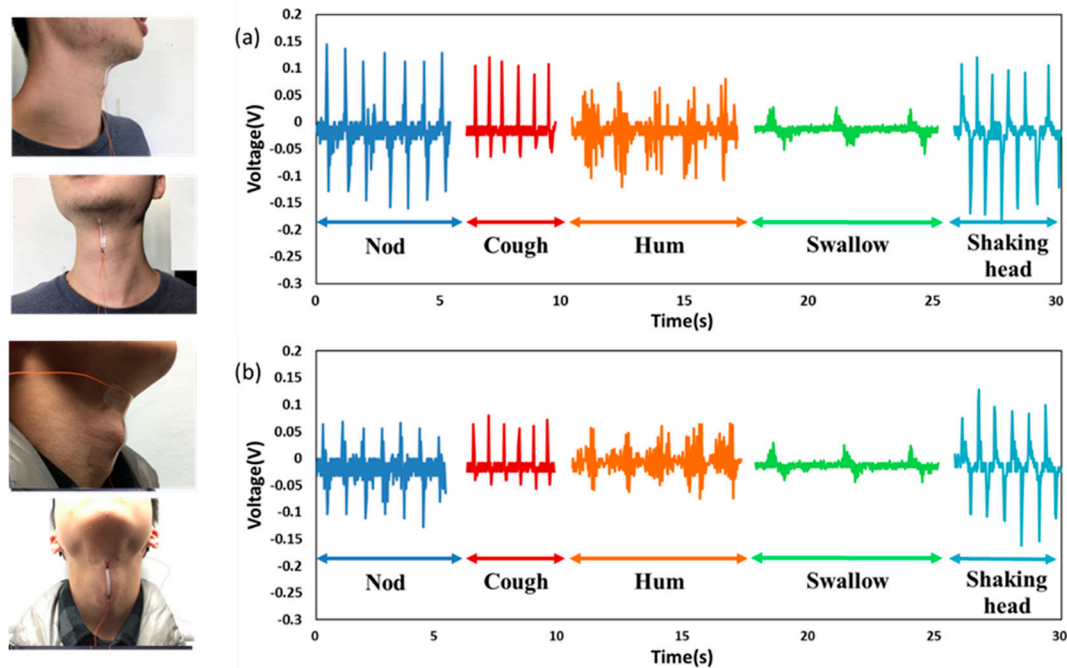 (a)
Voltage(V)
0.2
0.15
0.1
0.05
0
-0.05
-0.1
-0.15
-0.2
-0.25
-0.3
Nod
Cough
Hum
Swallow
Shaking
head
0 5 10 15 20 25 30
Time(s)
(b)
Voltage(V)
0.2
0.15
0.1
0.05
0
-0.05
-0.1
-0.15
-0.2
-0.25
-0.3
Nod
Cough
Hum
Swallow
Shaking
head
0 5 10 15 20 25 30
Time(s)